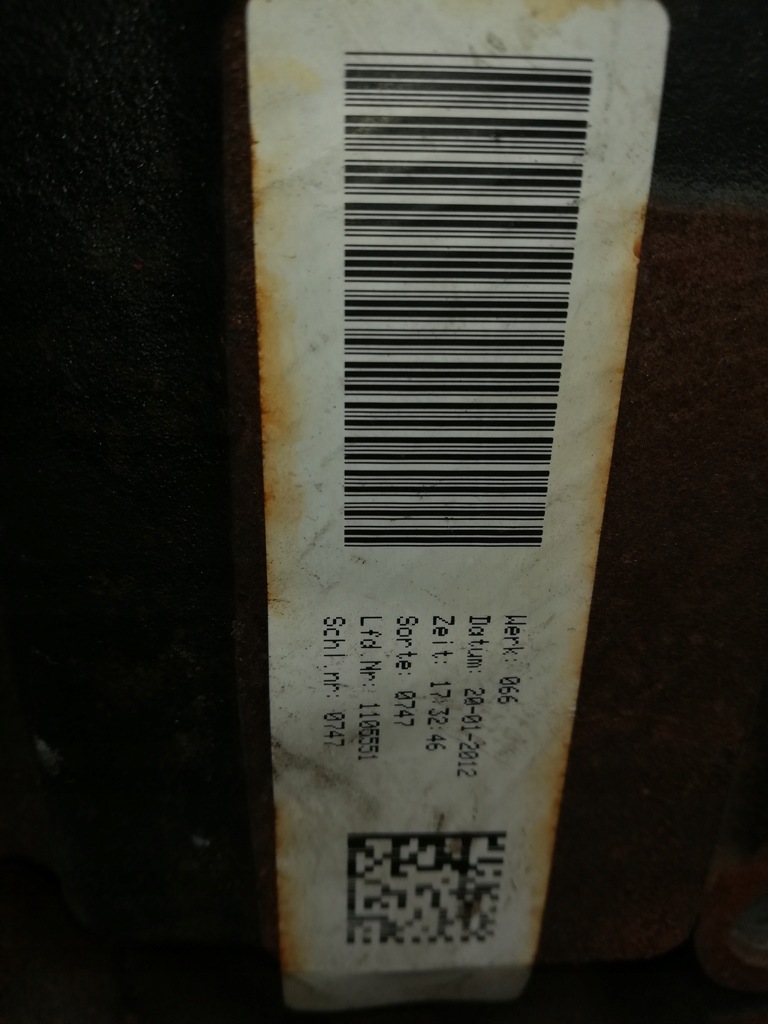 Werk: 066
Datum: 20-01-2012
Zeit: 17:32:46
Sorte: 0747
Lfd.Nr: 1105551
Schl.nr: 0747